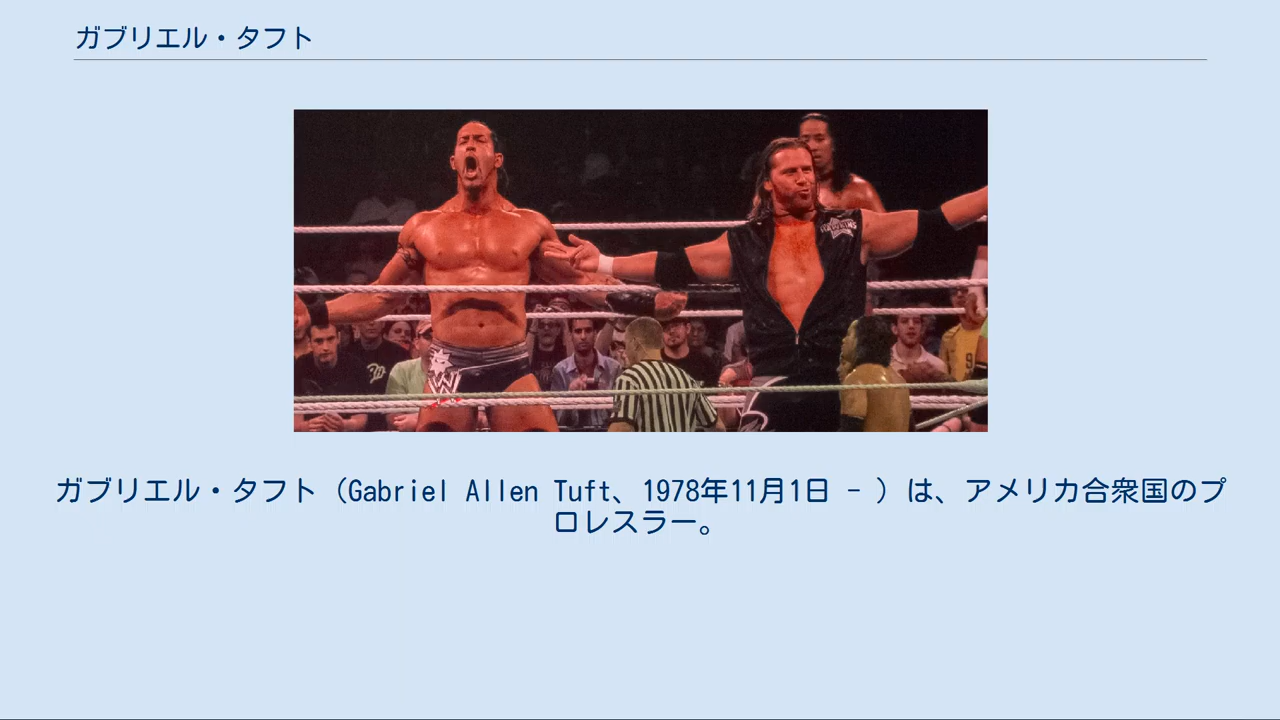 ガブリエル・タフト
ガブリエル・タフト（Gabriel Allen Tuft、1978年11月1日 - ）は、アメリカ合衆国のプ
ロレスラー。